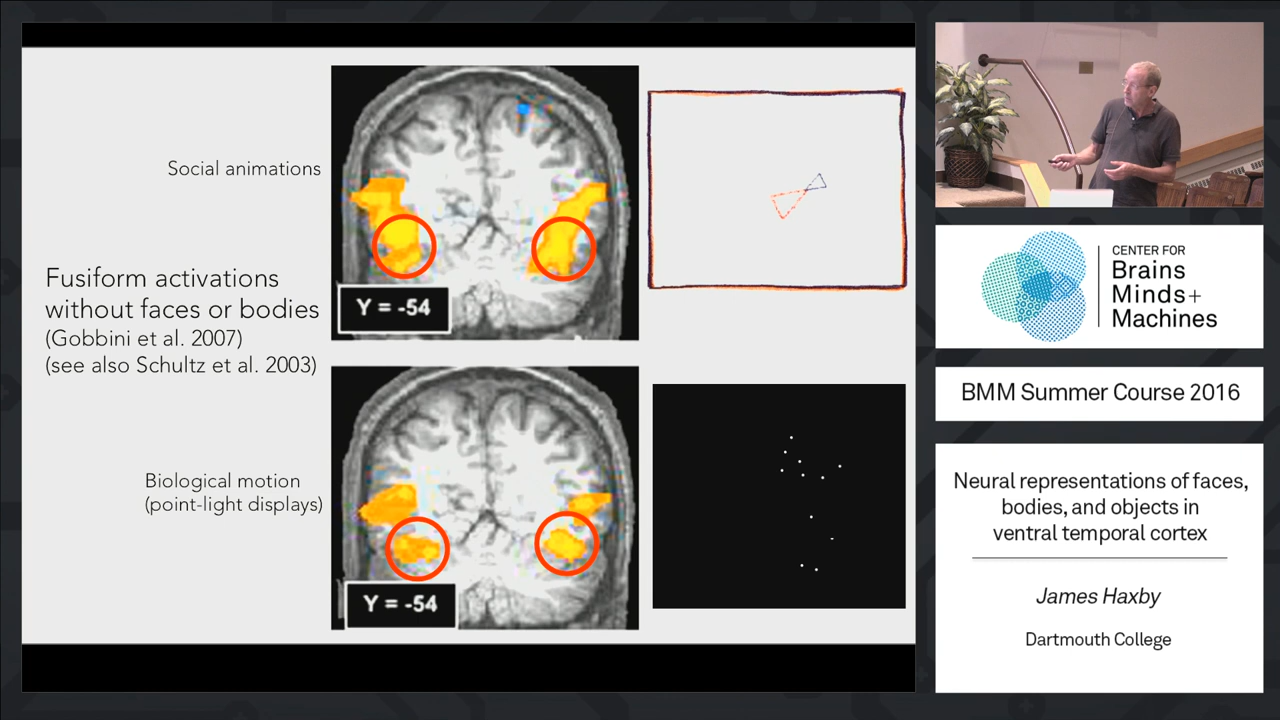 Social animations
Y = -54
Fusiform activations
without faces or bodies
(Gobbini et al. 2007)
(see also Schultz et al. 2003)
Biological motion
(point-light displays)
Y = -54
CENTER FOR
Brains
Minds+
Machines
BMM Summer Course 2016
Neural representations of faces,
bodies, and objects in
ventral temporal cortex
James Haxby
Dartmouth College